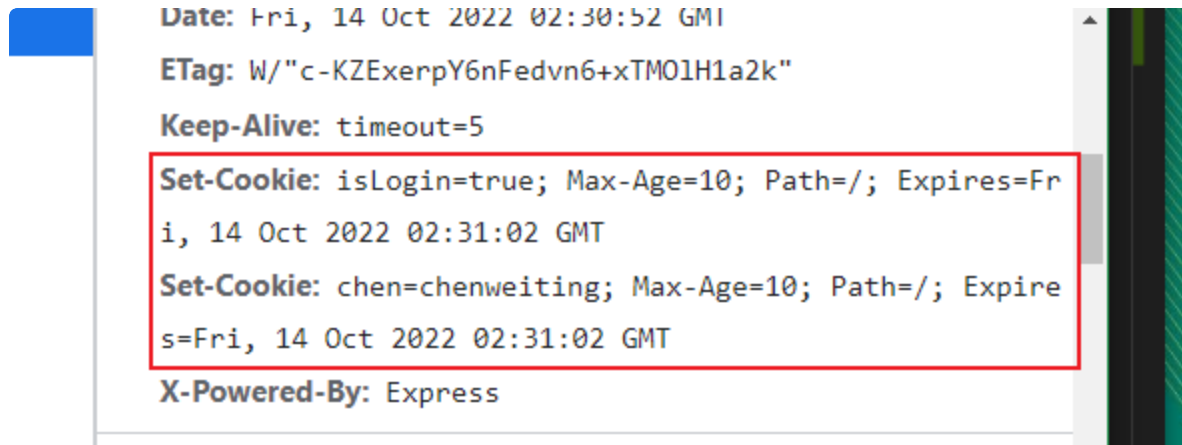 Date: Fri, 14 Oct 2022 02:30:52 GMT
ETag: W/"c-KZExerpY6nFedvn6+xTMOlH1a2k"
Keep-Alive: timeout=5
Set-Cookie: isLogin=true; Max-Age=10; Path=/; Expires=Fr
i, 14 Oct 2022 02:31:02 GMT
Set-Cookie: chen=chenweiting; Max-Age=10; Path=/; Expire
s=Fri, 14 Oct 2022 02:31:02 GMT
X-Powered-By: Express